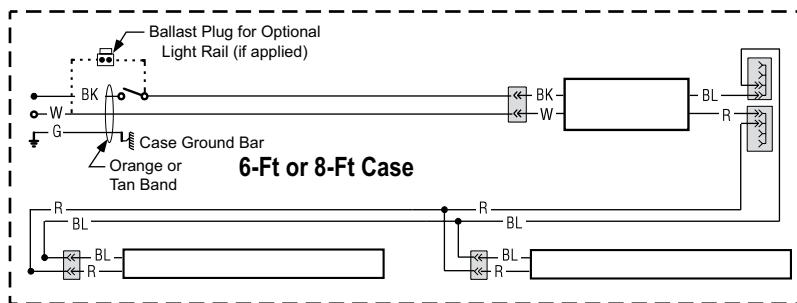 Ballast Plug for Optional
Light Rail (if applied)
BK
BK
BL
W
W
R
G
Case Ground Bar
Orange or
Tan Band
6-Ft or 8-Ft Case
R
R
BL
BL
BL
BL
R
R